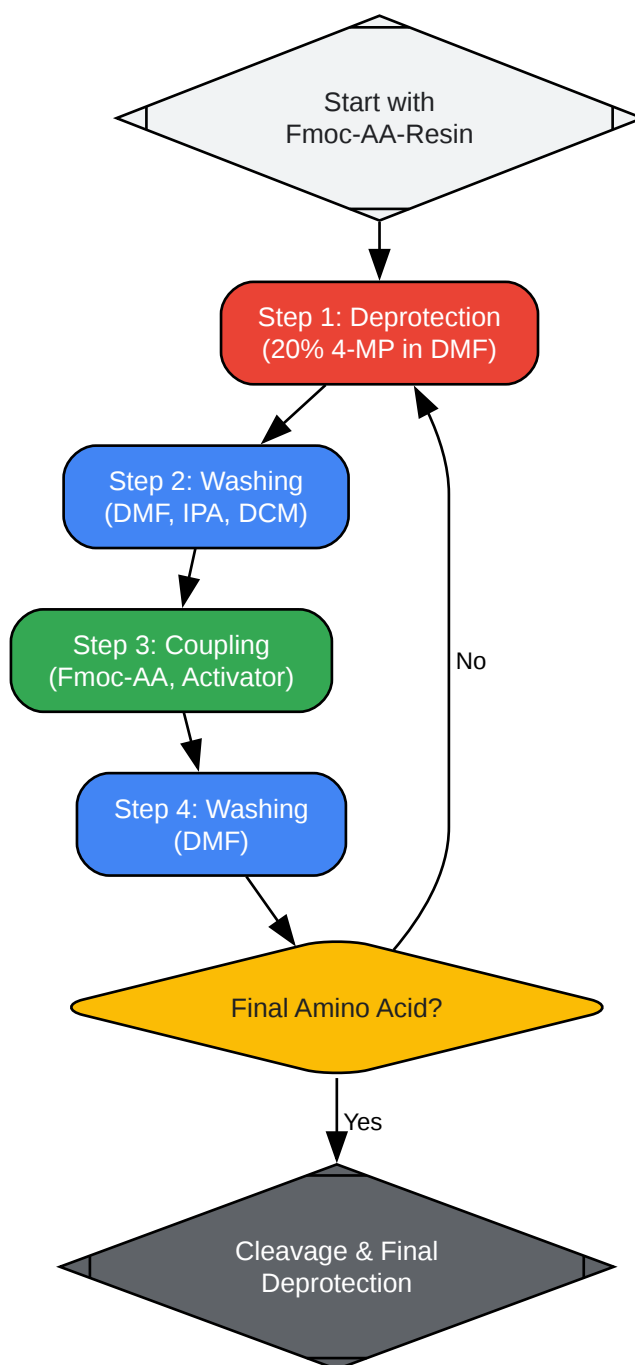 Start with
Fmoc-AA-Resin
Step 1: Deprotection
(20% 4-MP in DMF)
Step 2: Washing
(DMF, IPA, DCM)
Step 3: Coupling
(Fmoc-AA, Activator)
No
Step 4: Washing
(DMF)
Final Amino Acid?
Yes
Cleavage & Final
Deprotection